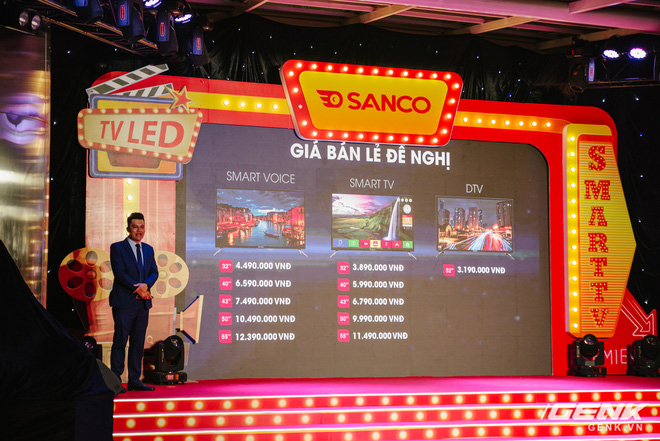 SANCO
TV LED
GIÁ BÁN LẺ ĐỀ NGHỊ
SMART VOICE
32" 4.490.000 VNĐ
40" 6.590.000 VNĐ
43" 7.490.000 VNĐ
50" 10.490.000 VNĐ
55" 12.390.000 VNĐ
SMART TV
32" 3.890.000 VNĐ
40" 5.990.000 VNĐ
43" 6.790.000 VNĐ
50" 9.990.000 VNĐ
55" 11.490.000 VNĐ
DTV
32" 3.190.000 VNĐ
SMART TV
GENK
GENK.VN